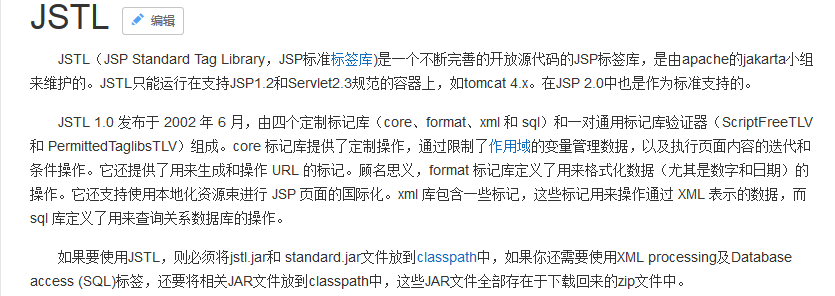 JSTL 编辑
JSTL（JSP Standard Tag Library，JSP标准标签库)是一个不断完善的开放源代码的JSP标签库，是由apache的jakarta小组
来维护的。JSTL只能运行在支持JSP1.2和Servlet2.3规范的容器上，如tomcat 4.x。在JSP 2.0中也是作为标准支持的。
JSTL 1.0 发布于 2002 年 6 月，由四个定制标记库（core、format、xml 和 sql）和一对通用标记库验证器（ScriptFreeTLV
和 PermittedTaglibsTLV）组成。core 标记库提供了定制操作，通过限制了作用域的变量管理数据，以及执行页面内容的迭代和
条件操作。它还提供了用来生成和操作 URL 的标记。顾名思义，format 标记库定义了用来格式化数据（尤其是数字和日期）的
操作。它还支持使用本地化资源束进行 JSP 页面的国际化。xml 库包含一些标记，这些标记用来操作通过 XML 表示的数据，而
sql 库定义了用来查询关系数据库的操作。
如果要使用JSTL，则必须将jstl.jar和 standard.jar文件放到classpath中，如果你还需要使用XML processing及Database
access (SQL)标签，还要将相关JAR文件放到classpath中，这些JAR文件全部存在于下载回来的zip文件中。